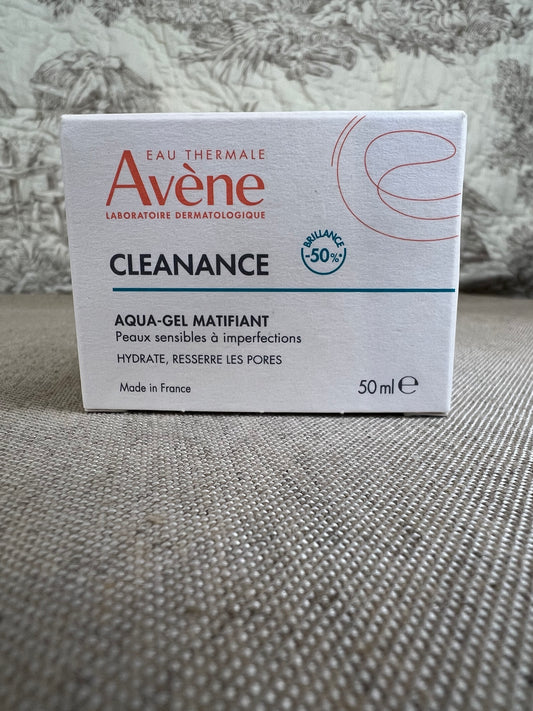 EAU THERMALE
Avène
LABORATOIRE DERMATOLOGIQUE
CLEANANCE
BRILLANCE
-50%*
AQUA-GEL MATIFIANT
Peaux sensibles à imperfections
HYDRATE, RESSERRE LES PORES
Made in France
50 ml ℮